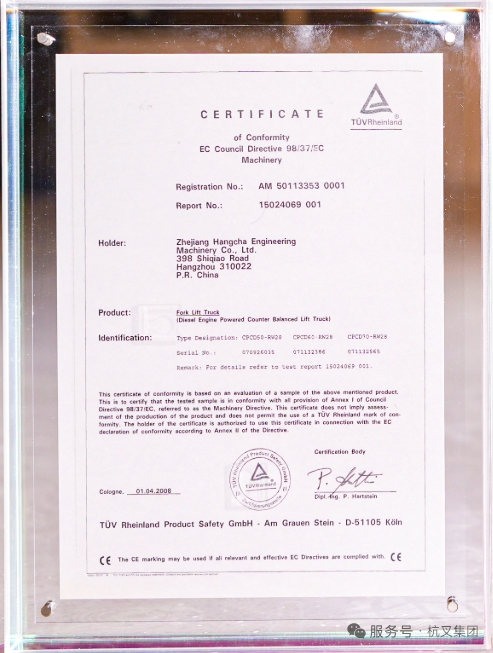 CERTIFICATE
TÜVRheinland
®
of Conformity
EC Council Directive 98/37/EC
Machinery
Registration No.: AM 50113353 0001
Report No.: 15024069 001
Holder: Zhejiang Hangcha Engineering
Machinery Co., Ltd.
398 Shiqiao Road
Hangzhou 310022
P.R. China
Product: Fork Lift Truck
(Diesel Engine Powered Counter Balanced Lift Truck)
Identification: Type Designation: CPCD50-RW28 CPCD60-RW28 CPCD70-RW28
Serial No.:
Remark: For details refer to test report 15024069 001.
This certificate of conformity is based on an evaluation of a sample of the above mentioned product.
This is to certify that the tested sample is in conformity with all provision of Annex I of Council
Directive 98/37/EC, referred to as the Machinery Directive. This certificate does not imply assess-
ment of the production of the product and does not permit the use of a TÜV Rheinland mark of con-
formity. The holder of the certificate is authorized to use this certificate in connection with the EC
declaration of conformity according to Annex II of the Directive.
Certification Body
TÜV Rheinland Product Safety GmbH
TÜVRheinland
Cologne, 01.04.2008
Dipl.-Ing. P. Hartstein
TÜV Rheinland Product Safety GmbH - Am Grauen Stein - D-51105 Köln
CE The CE marking may be used if all relevant and effective EC Directives are complied with. CE
服务号 · 杭叉集团